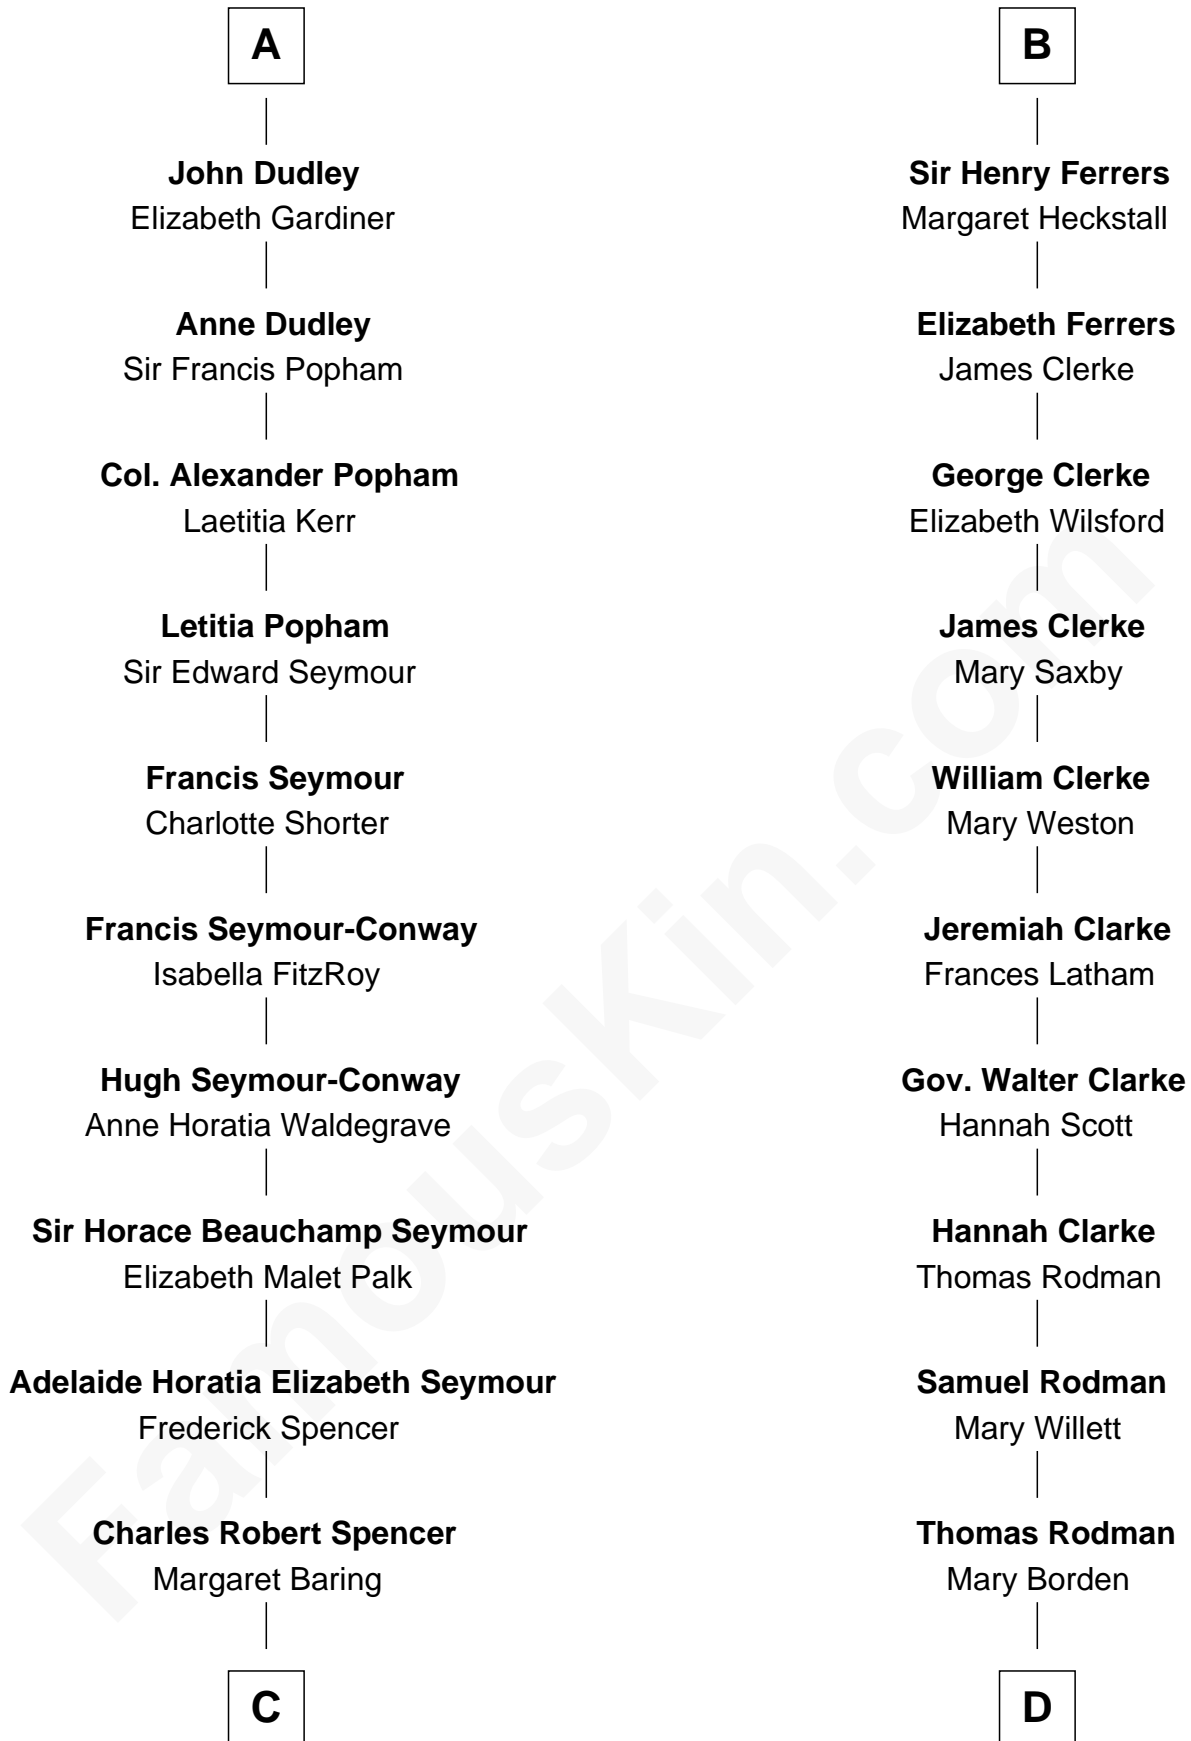 A
John Dudley
Elizabeth Gardiner
Anne Dudley
Sir Francis Popham
Col. Alexander Popham
Laetitia Kerr
Letitia Popham
Sir Edward Seymour
Francis Seymour
Charlotte Shorter
Francis Seymour-Conway
Isabella FitzRoy
Hugh Seymour-Conway
Anne Horatia Waldegrave
Sir Horace Beauchamp Seymour
Elizabeth Malet Palk
Adelaide Horatia Elizabeth Seymour
Frederick Spencer
Charles Robert Spencer
Margaret Baring
C
B
Sir Henry Ferrers
Margaret Heckstall
Elizabeth Ferrers
James Clerke
George Clerke
Elizabeth Wilsford
James Clerke
Mary Saxby
William Clerke
Mary Weston
Jeremiah Clarke
Frances Latham
Gov. Walter Clarke
Hannah Scott
Hannah Clarke
Thomas Rodman
Samuel Rodman
Mary Willett
Thomas Rodman
Mary Borden
D
FamousKin.com